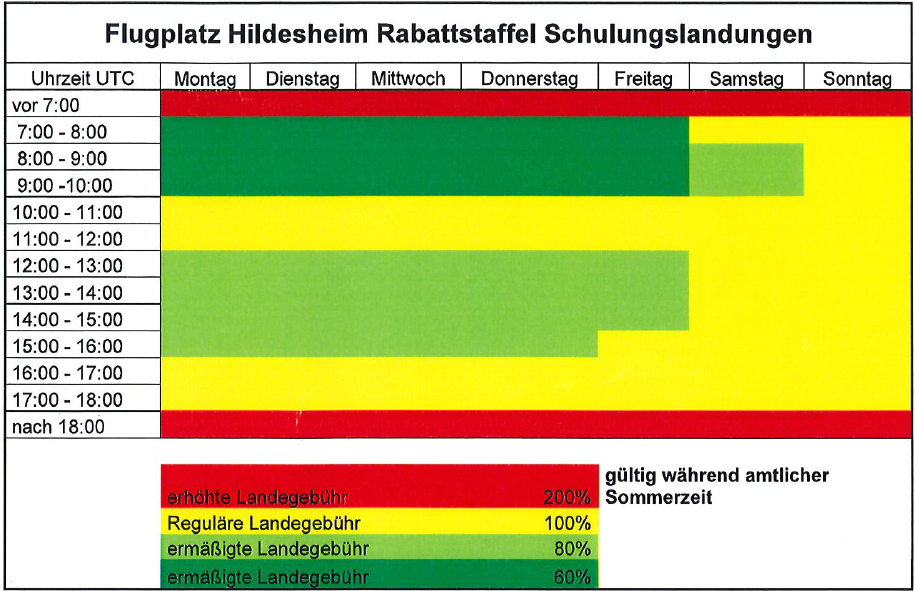 Flugplatz Hildesheim Rabattstaffel Schulungslandungen
Uhrzeit UTC Montag Dienstag Mittwoch Donnerstag Freitag Samstag Sonntag
vor 7:00
7:00 - 8:00
8:00 - 9:00
9:00 -10:00
10:00 - 11:00
11:00 - 12:00
12:00 - 13:00
13:00 - 14:00
14:00 - 15:00
15:00 - 16:00
16:00 - 17:00
17:00 - 18:00
nach 18:00
gültig während amtlicher
Sommerzeit
erhöhte Landegebühr 200%
Reguläre Landegebühr 100%
ermäßigte Landegebühr 80%
ermäßigte Landegebühr 60%